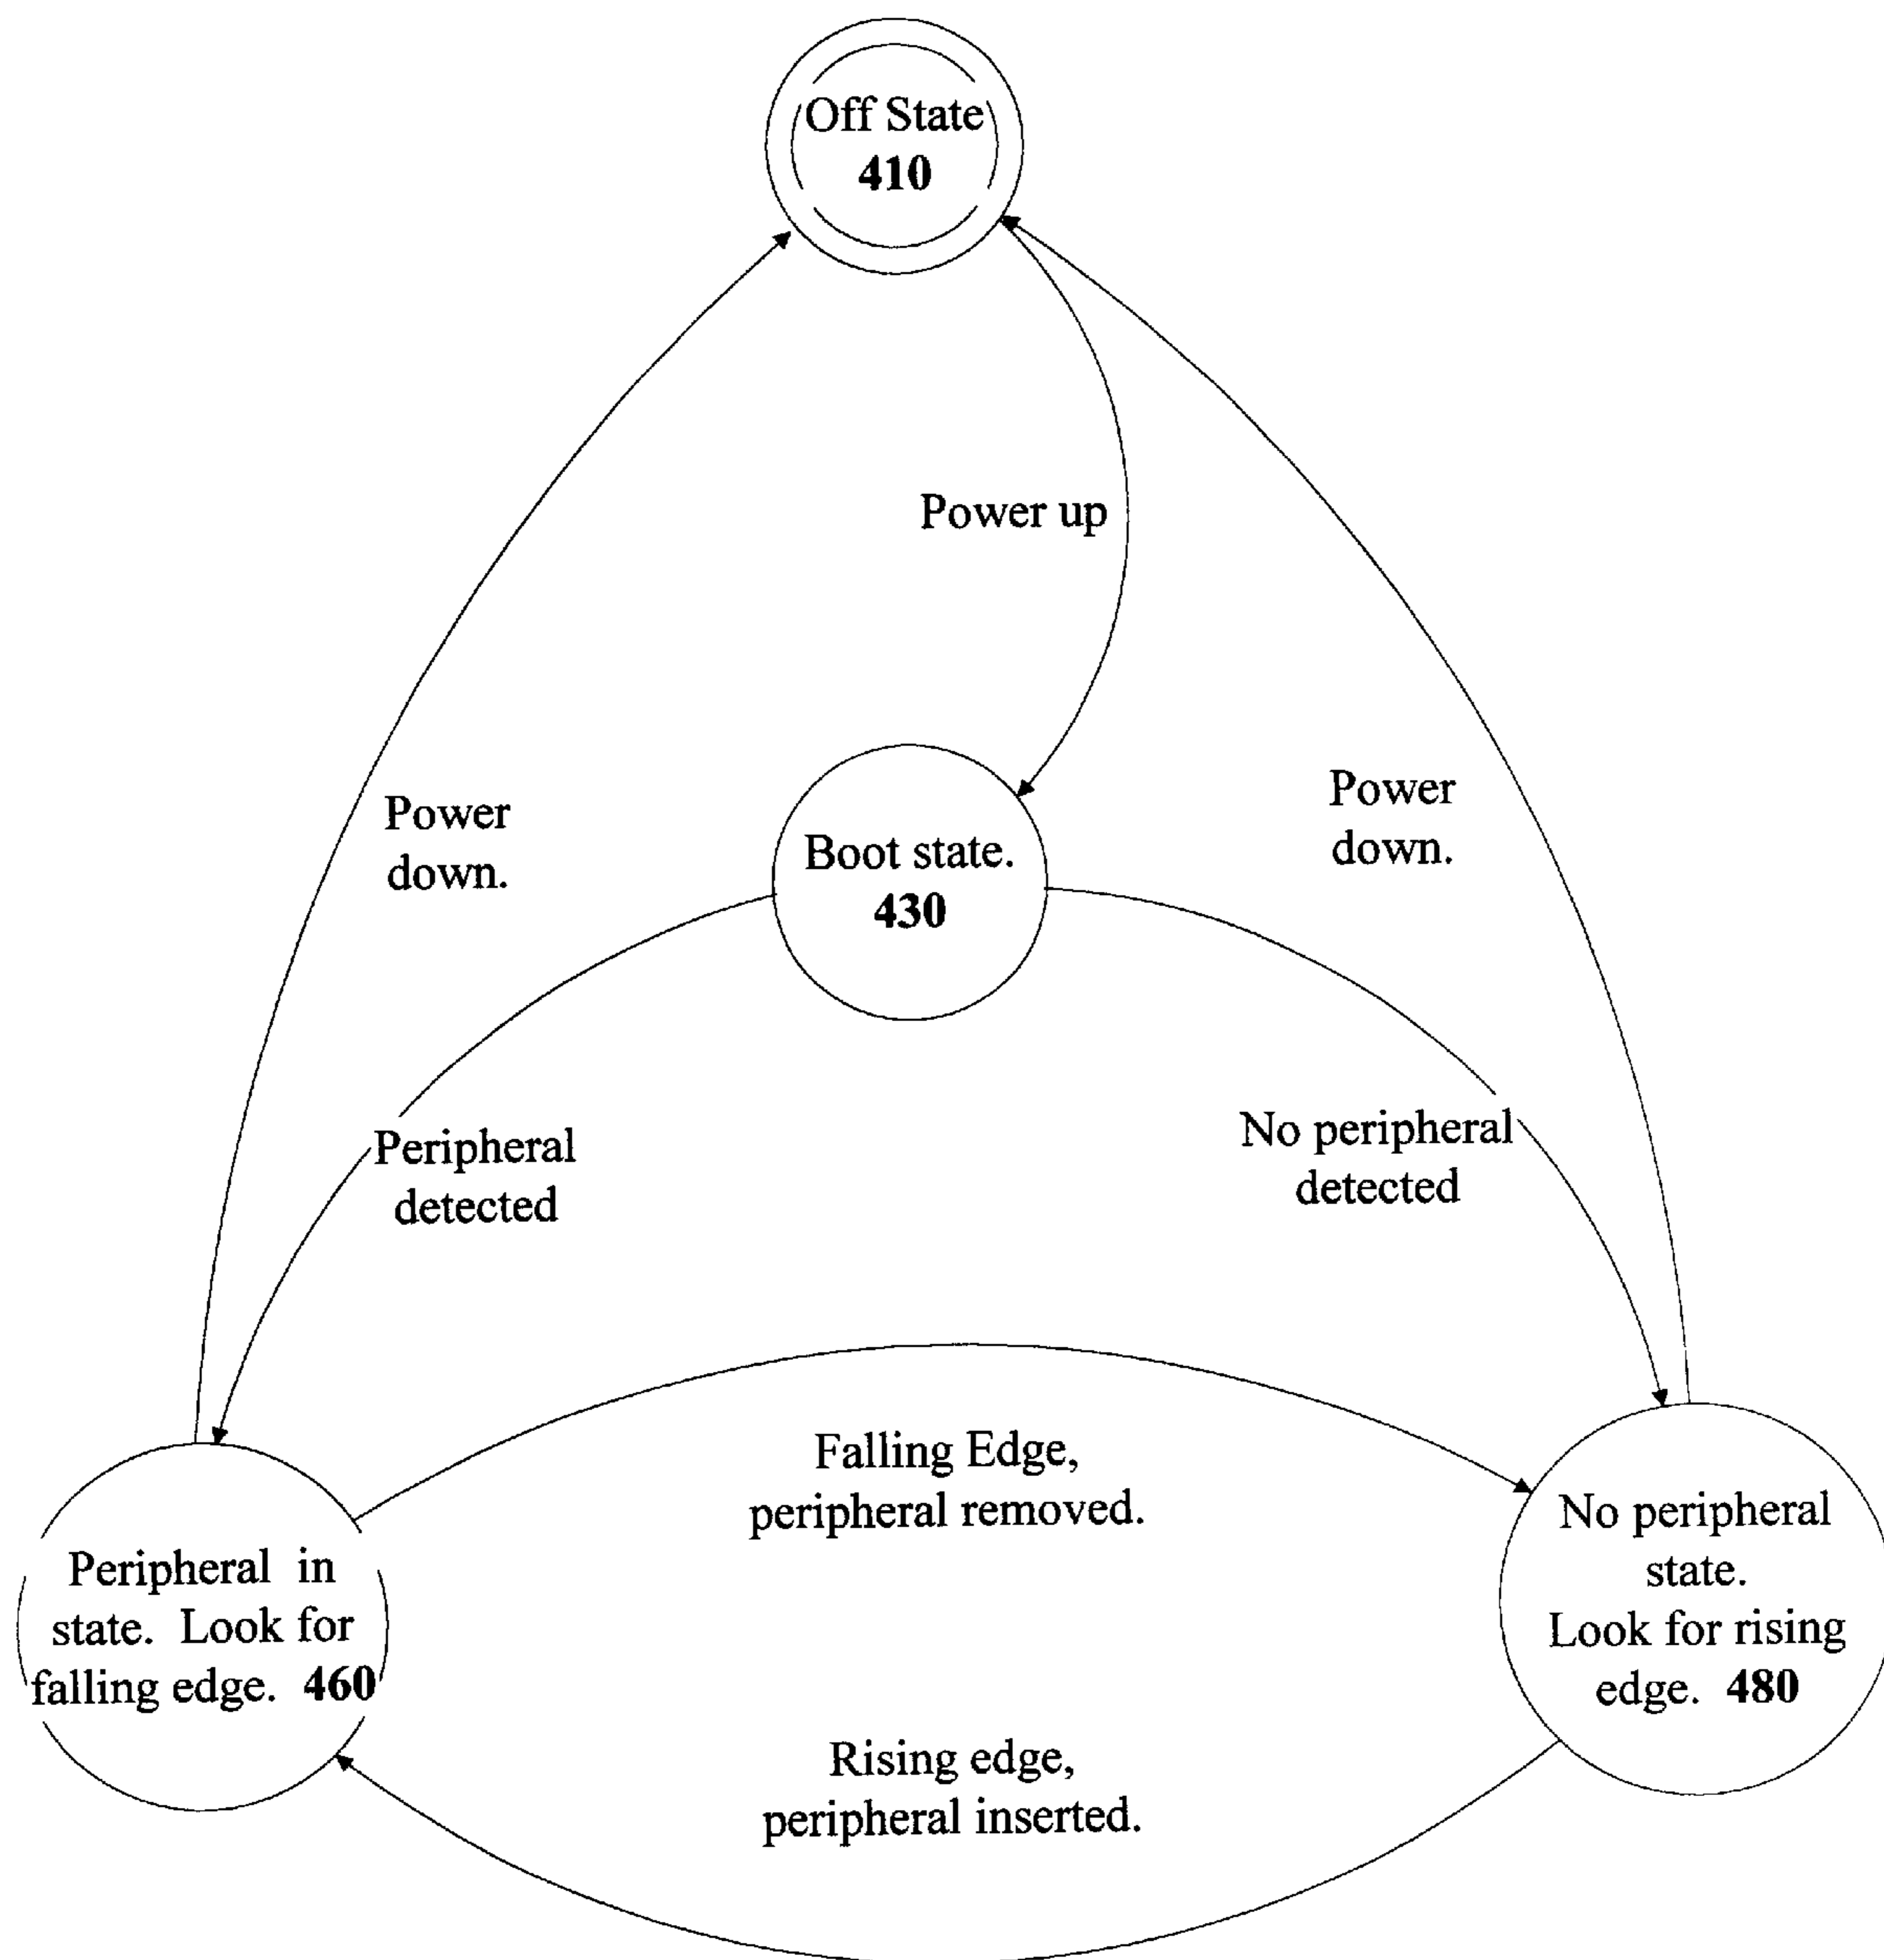 Off State
410
Power up
Power
down.
Power
down.
Boot state.
430
Peripheral
detected
No peripheral
detected
Falling Edge,
peripheral removed.
Peripheral in
state. Look for
falling edge. 460
No peripheral
state.
Look for rising
edge. 480
Rising edge,
peripheral inserted.